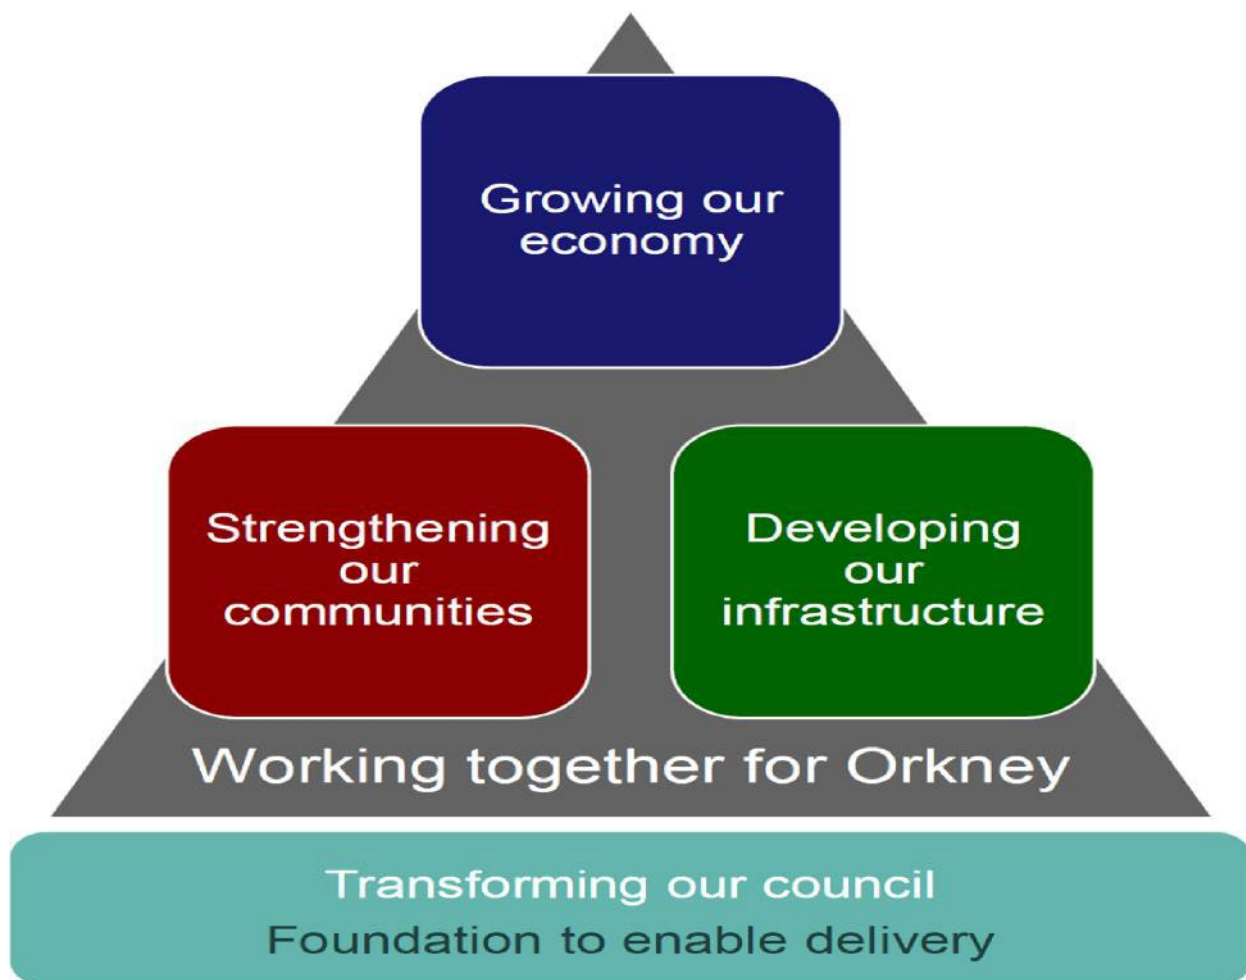 Growing our
economy
Strengthening
our
communities
Developing
our
infrastructure
Working together for Orkney
Transforming our council
Foundation to enable delivery